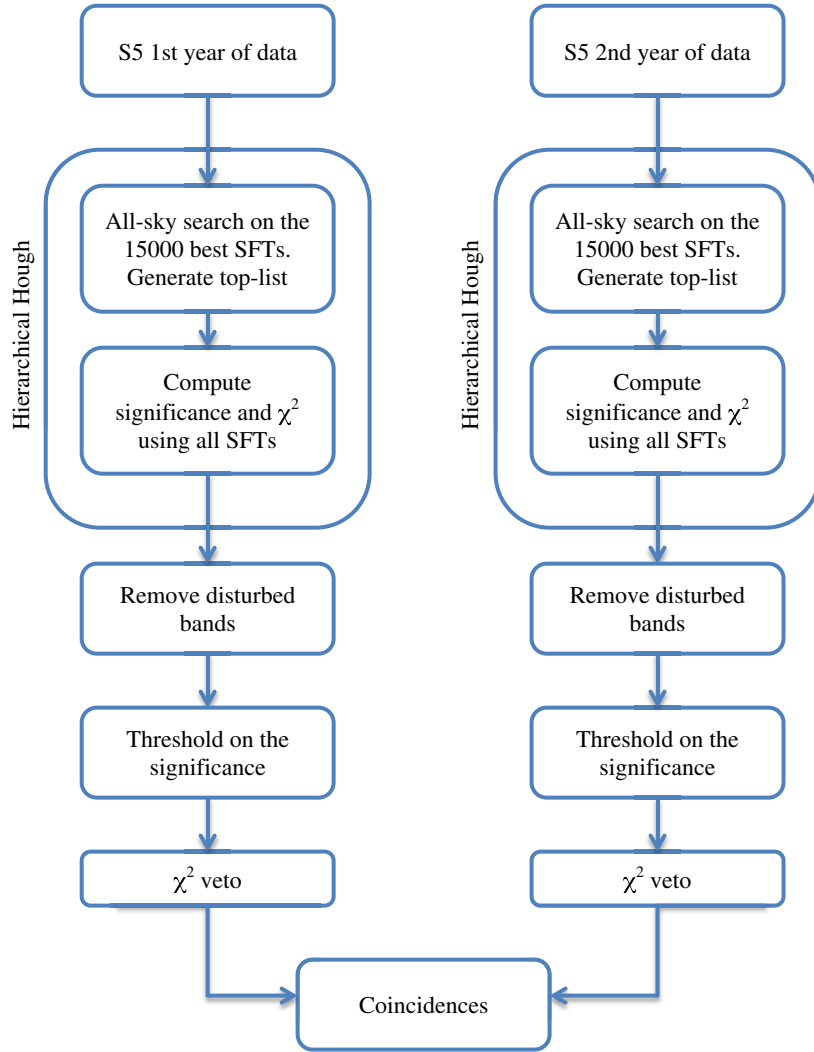 S5 1st year of data
Hierarchical Hough
All-sky search on the
15000 best SFTs.
Generate top-list
Compute
significance and χ²
using all SFTs
Remove disturbed
bands
Threshold on the
significance
χ² veto
S5 2nd year of data
Hierarchical Hough
All-sky search on the
15000 best SFTs.
Generate top-list
Compute
significance and χ²
using all SFTs
Remove disturbed
bands
Threshold on the
significance
χ² veto
Coincidences